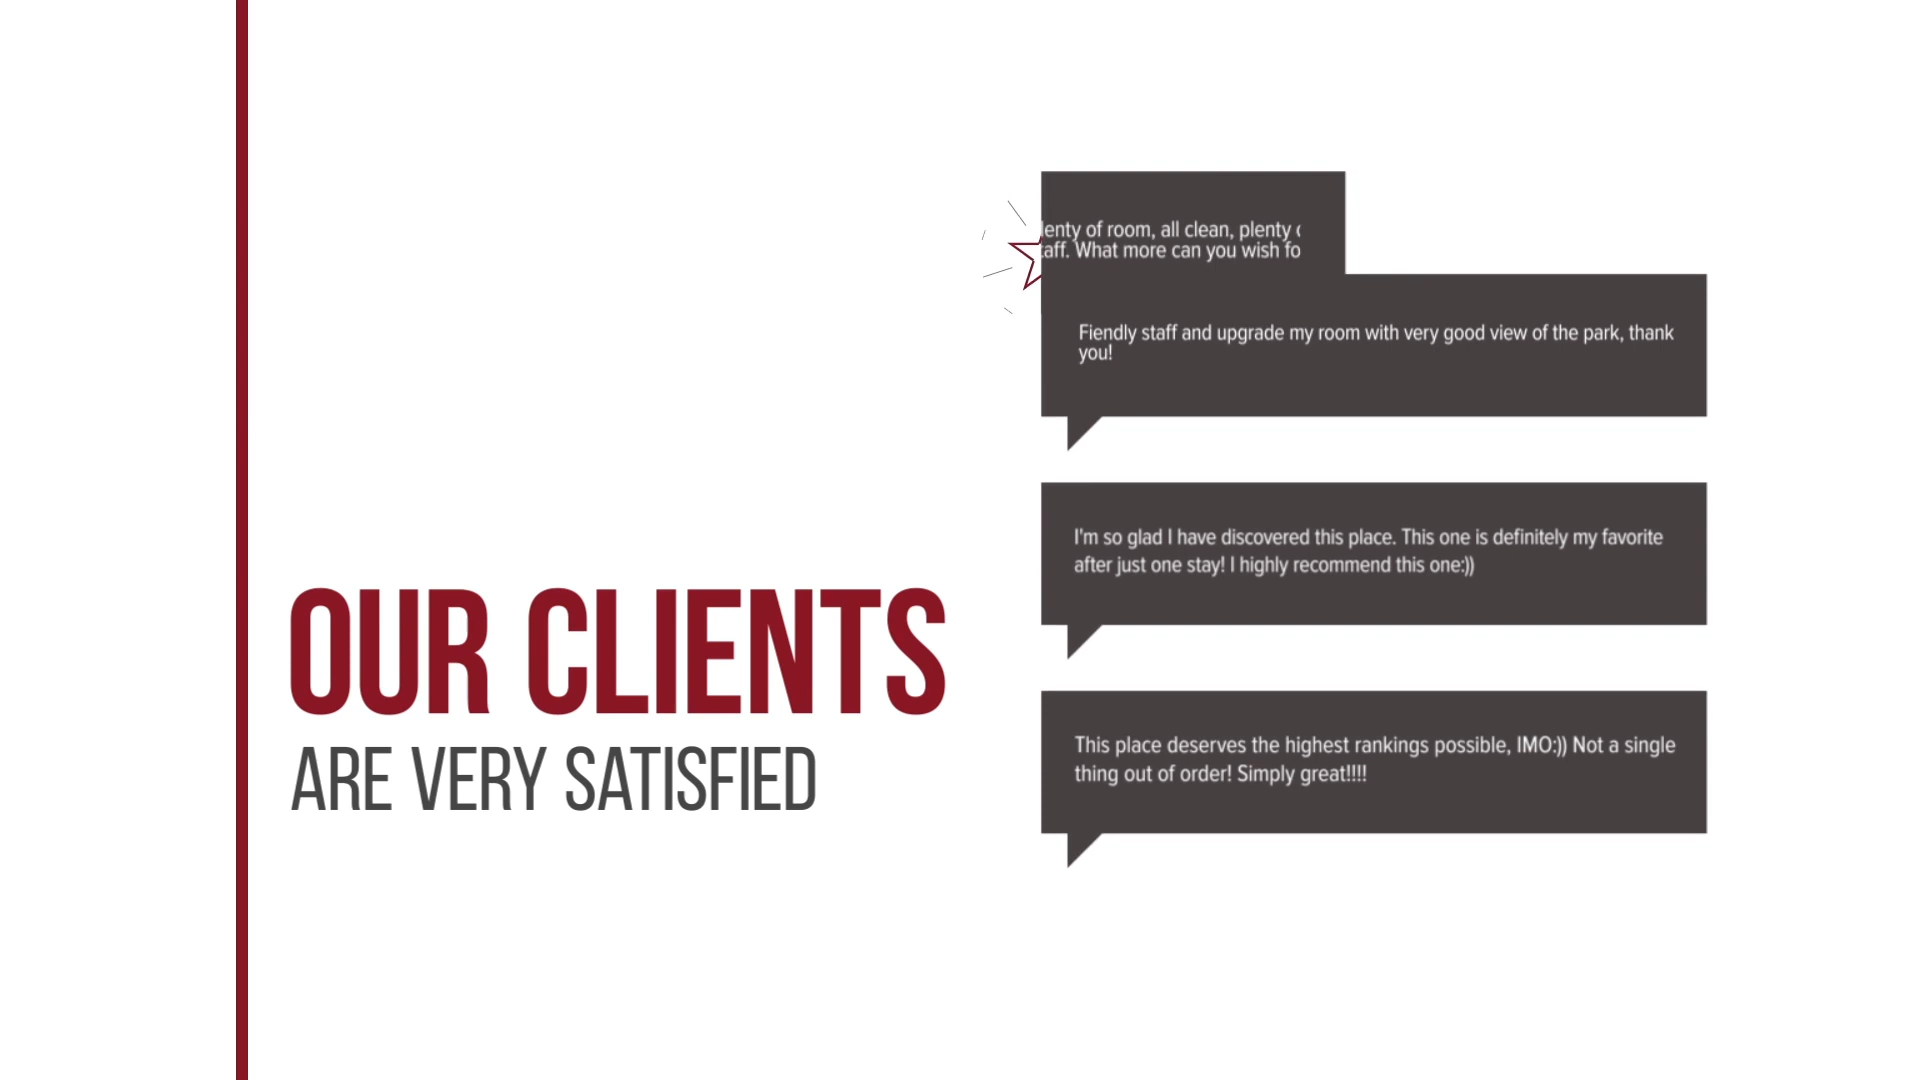 OUR CLIENTS
ARE VERY SATISFIED
of room, all clean, plenty
What more can you wish
Fiendly staff and upgrade my room with very good view of the park, thank
you!
I'm so glad I have discovered this place. This one is definitely my favorite
after just one stay! I highly recommend this one:))
This place deserves the highest rankings possible, IMO:)) Not a single
thing out of order! Simply great!!!!